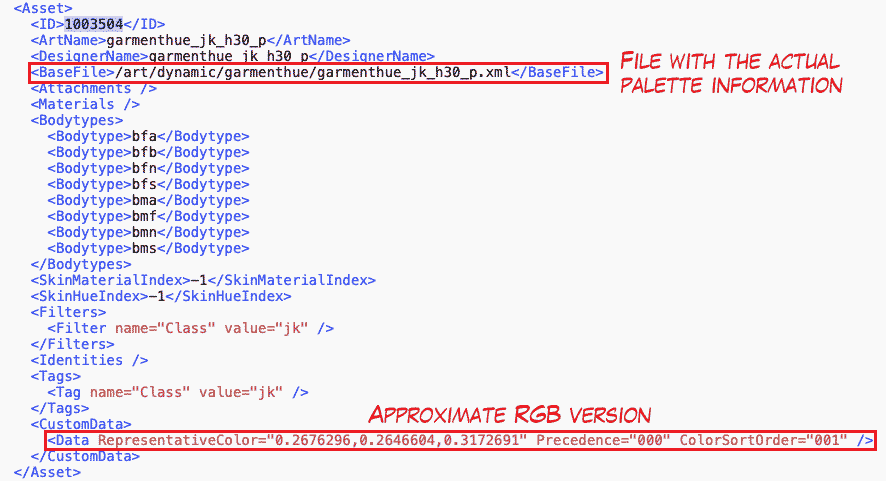 <Asset>
<ID>1003504</ID>
<ArtName>garmenthue_jk_h30_p</ArtName>
<DesignerName>garmenthue_jk_h30_p</DesignerName>
<BaseFile>/art/dynamic/garmenthue/garmenthue_jk_h30_p.xml</BaseFile>
File with the actual
palette information
<Attachments />
<Materials />
<Bodytypes>
<Bodytype>bfa</Bodytype>
<Bodytype>bfb</Bodytype>
<Bodytype>bfn</Bodytype>
<Bodytype>bfs</Bodytype>
<Bodytype>bma</Bodytype>
<Bodytype>bmf</Bodytype>
<Bodytype>bmn</Bodytype>
<Bodytype>bms</Bodytype>
</Bodytypes>
<SkinMaterialIndex>-1</SkinMaterialIndex>
<SkinHueIndex>-1</SkinHueIndex>
<Filters>
<Filter name="Class" value="jk" />
</Filters>
<Identities />
<Tags>
<Tag name="Class" value="jk" />
</Tags>
Approximate RGB version
<CustomData>
<Data RepresentativeColor="0.2676296,0.2646604,0.3172691" Precedence="000" ColorSortOrder="001" />
</CustomData>
</Asset>